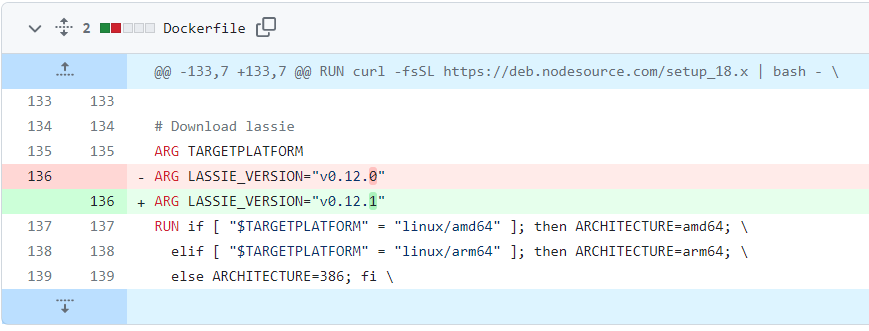 2 Dockerfile
@@ -133,7 +133,7 @@ RUN curl -fsSL https://deb.nodesource.com/setup_18.x | bash - \
133 133
134 134 # Download lassie
135 135 ARG TARGETPLATFORM
136 - ARG LASSIE_VERSION="v0.12.0"
136 + ARG LASSIE_VERSION="v0.12.1"
137 137 RUN if [ "$TARGETPLATFORM" = "linux/amd64" ]; then ARCHITECTURE=amd64; \
138 138 elif [ "$TARGETPLATFORM" = "linux/arm64" ]; then ARCHITECTURE=arm64; \
139 139 else ARCHITECTURE=386; fi \